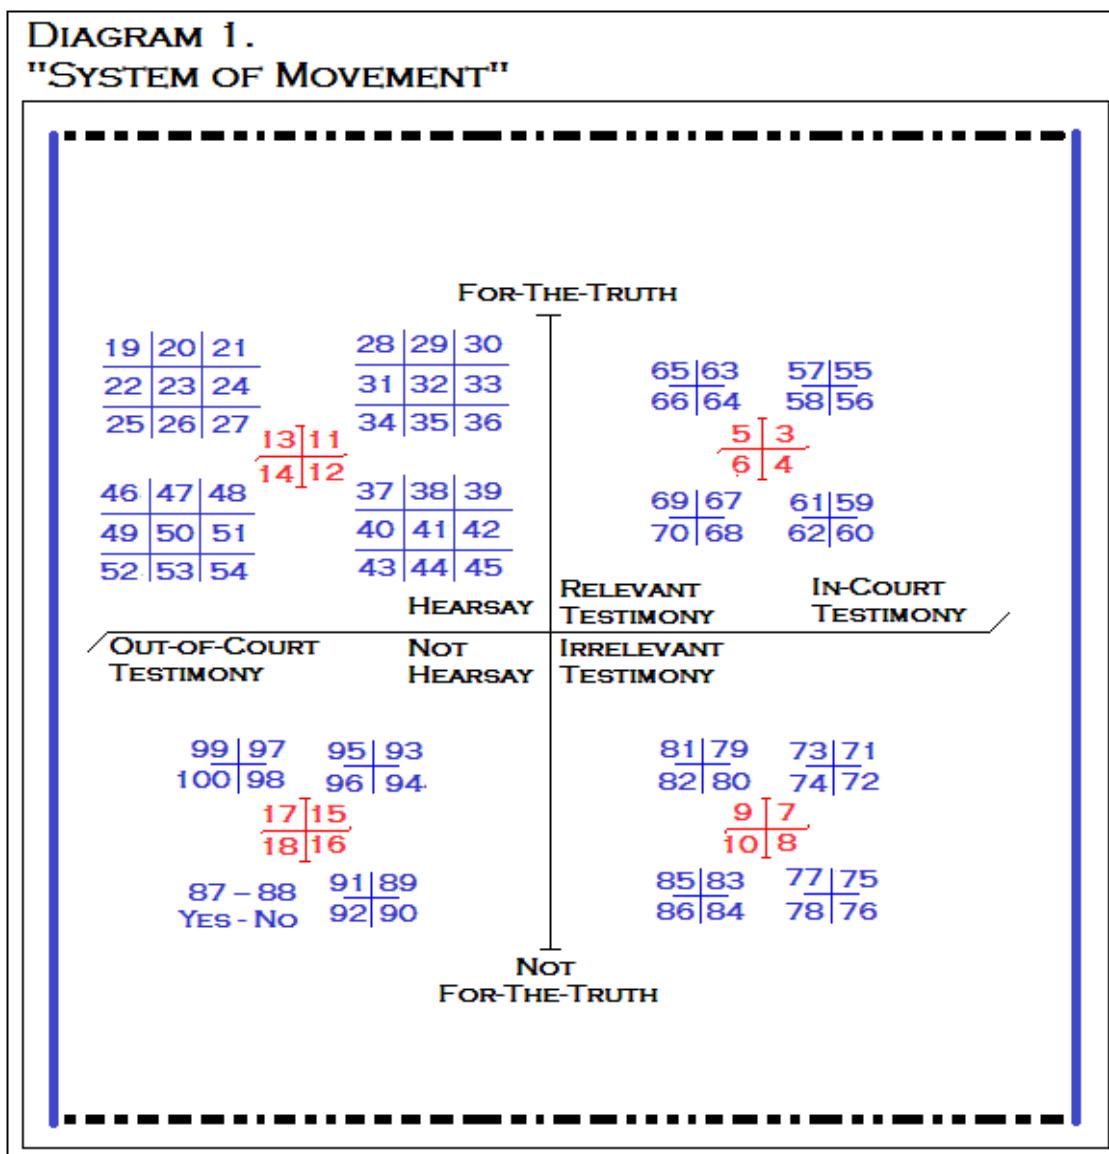 DIAGRAM 1.
"SYSTEM OF MOVEMENT"
FOR-THE-TRUTH
19 20 21
22 23 24
25 26 27
28 29 30
31 32 33
34 35 36
13 11
14 12
46 47 48
49 50 51
52 53 54
37 38 39
40 41 42
43 44 45
65 63
66 64
57 55
58 56
5 3
6 4
69 67
70 68
61 59
62 60
HEARSAY
RELEVANT
TESTIMONY
IN-COURT
TESTIMONY
OUT-OF-COURT
TESTIMONY
NOT
HEARSAY
IRRELEVANT
TESTIMONY
99 97
100 98
95 93
96 94
17 15
18 16
87 – 88
YES - NO
91 89
92 90
81 79
82 80
73 71
74 72
9 7
10 8
85 83
86 84
77 75
78 76
NOT
FOR-THE-TRUTH